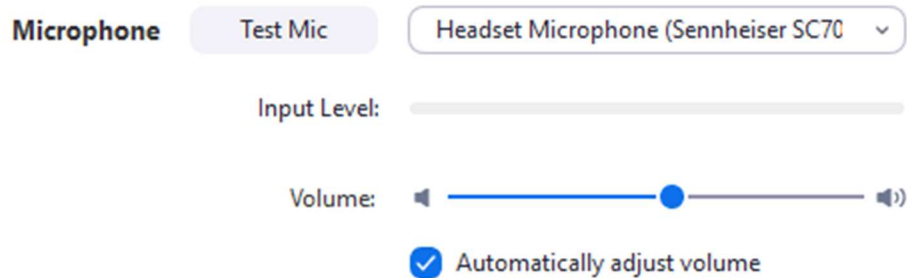 Microphone Test Mic Headset Microphone (Sennheiser SC70
Input Level:
Volume:
Automatically adjust volume